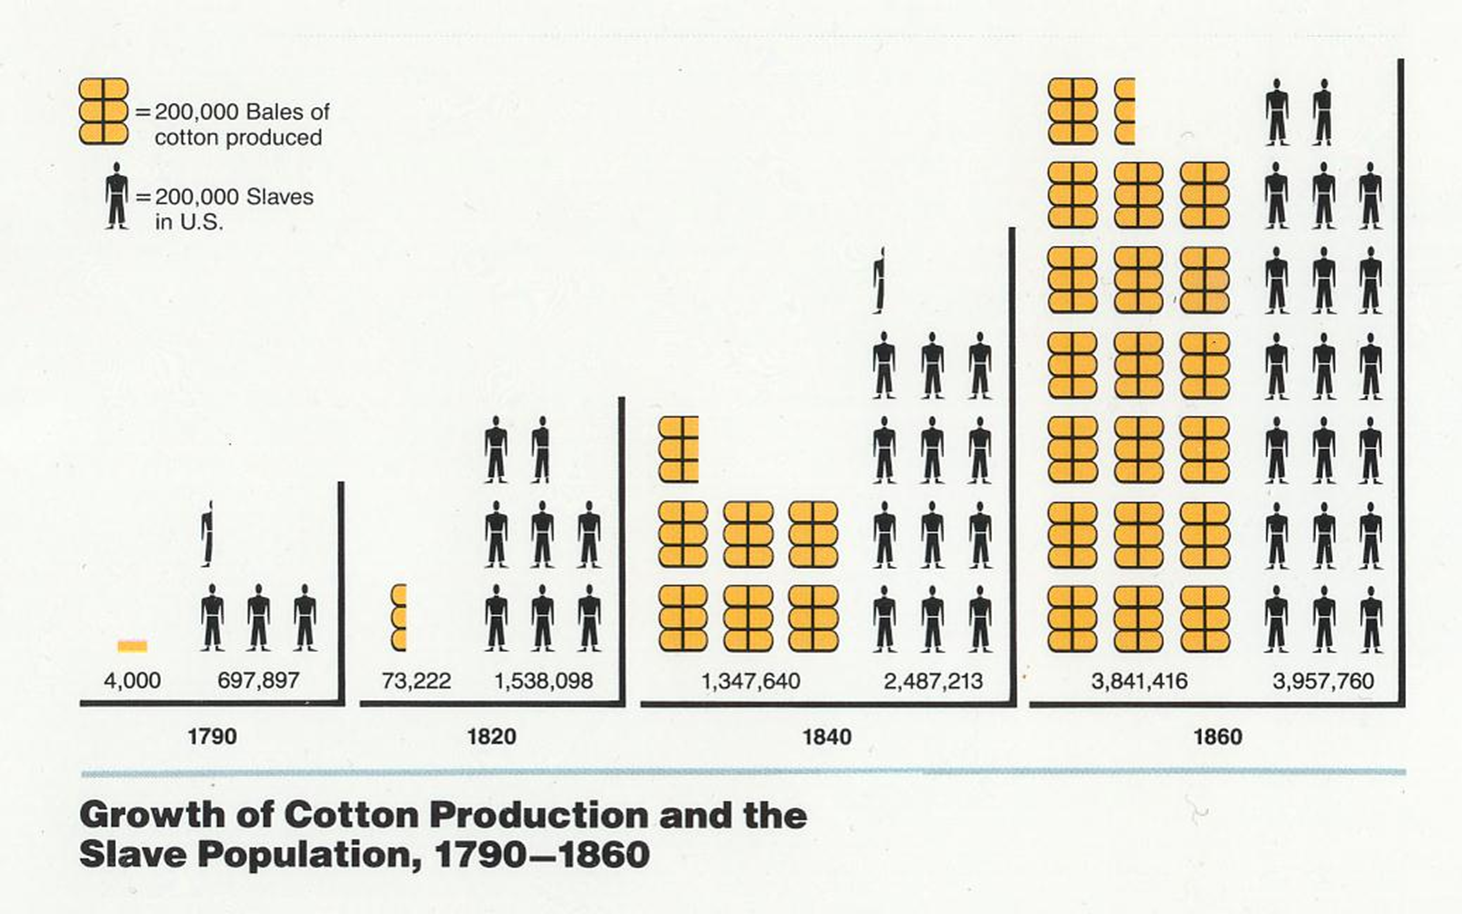 =200,000 Bales of
cotton produced
=200,000 Slaves
in U.S.
4,000 697,897
73,222 1,538,098
1,347,640 2,487,213
3,841,416 3,957,760
1790
1820
1840
1860
Growth of Cotton Production and the
Slave Population, 1790–1860